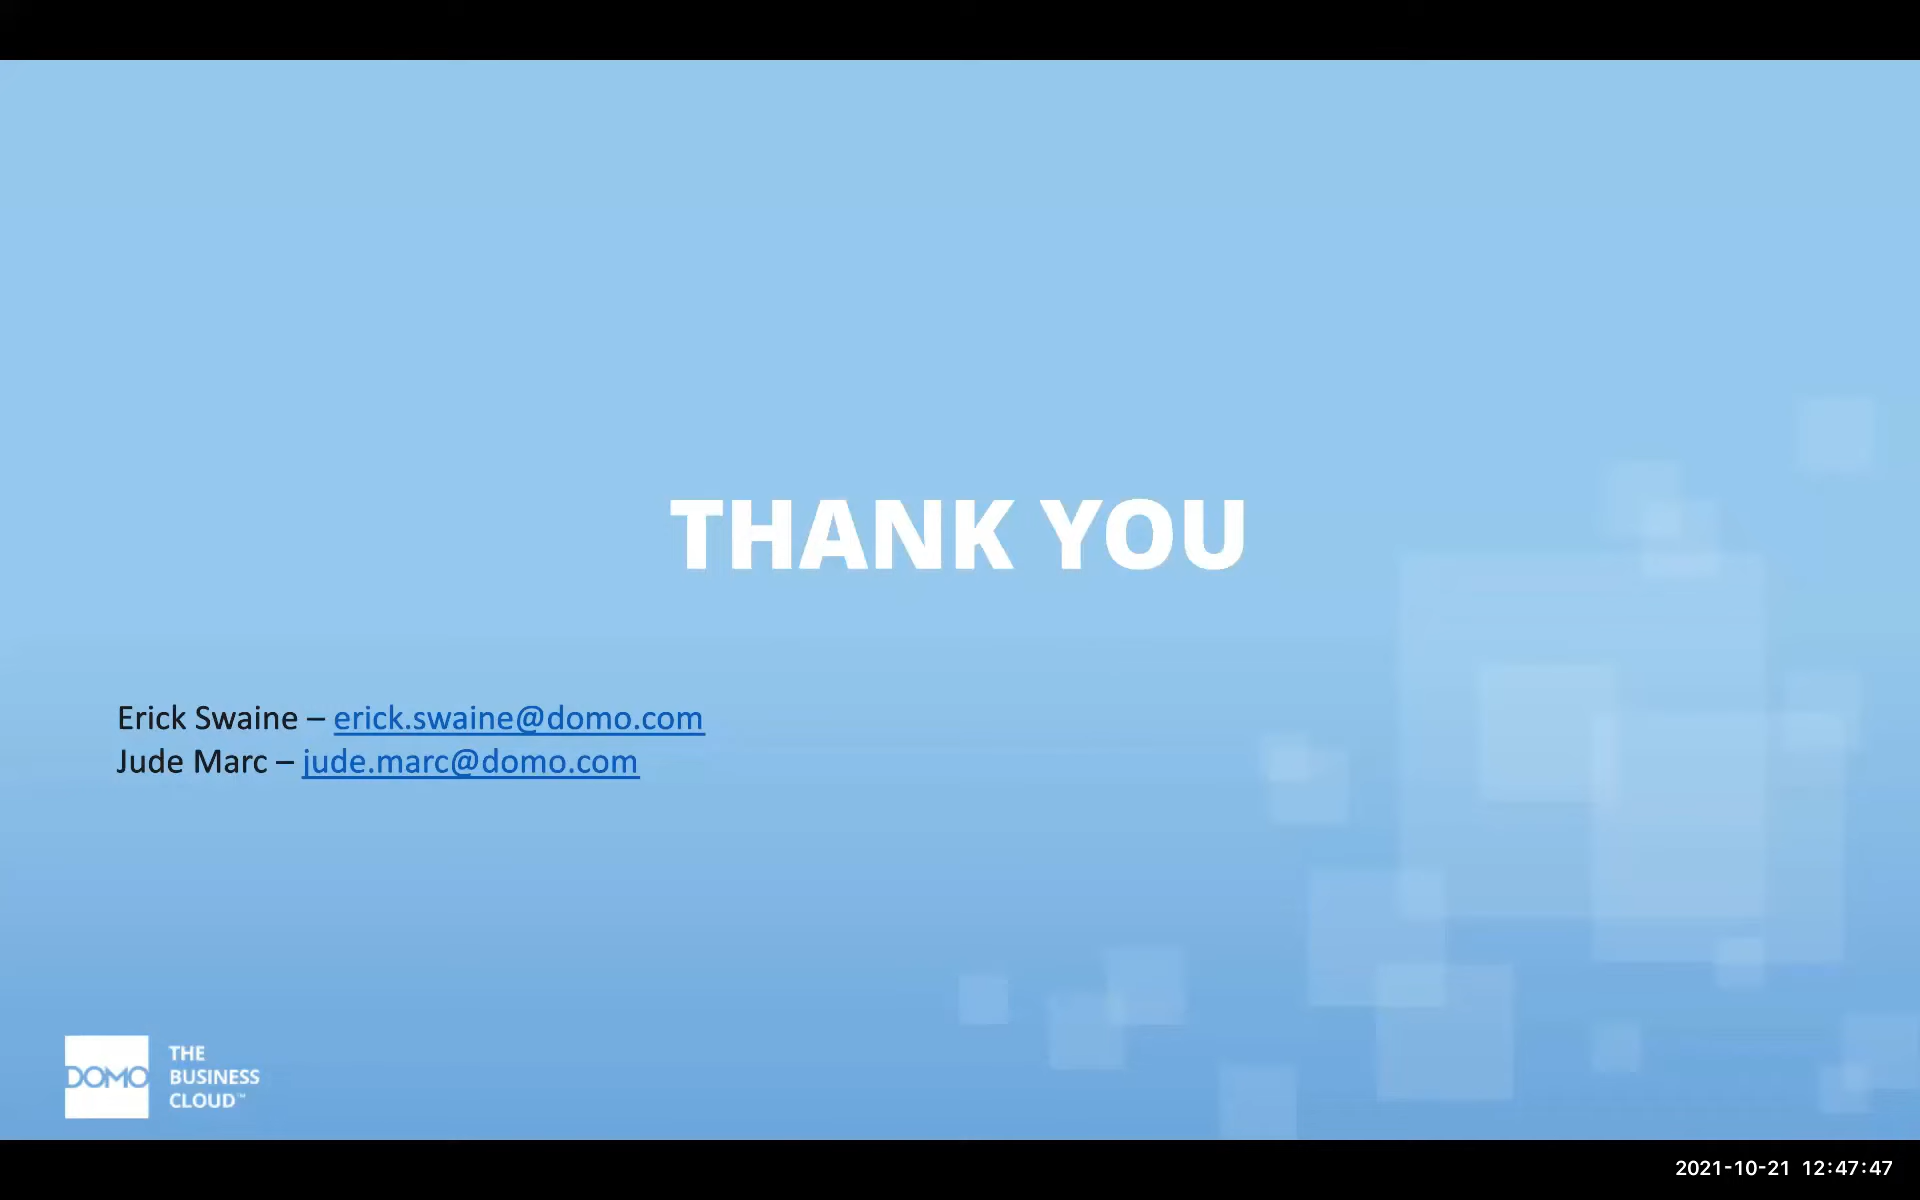 THANK YOU
Erick Swaine – erick.swaine@domo.com
Jude Marc – jude.marc@domo.com
DOMO
THE
BUSINESS
CLOUD™
2021-10-21 12:47:47